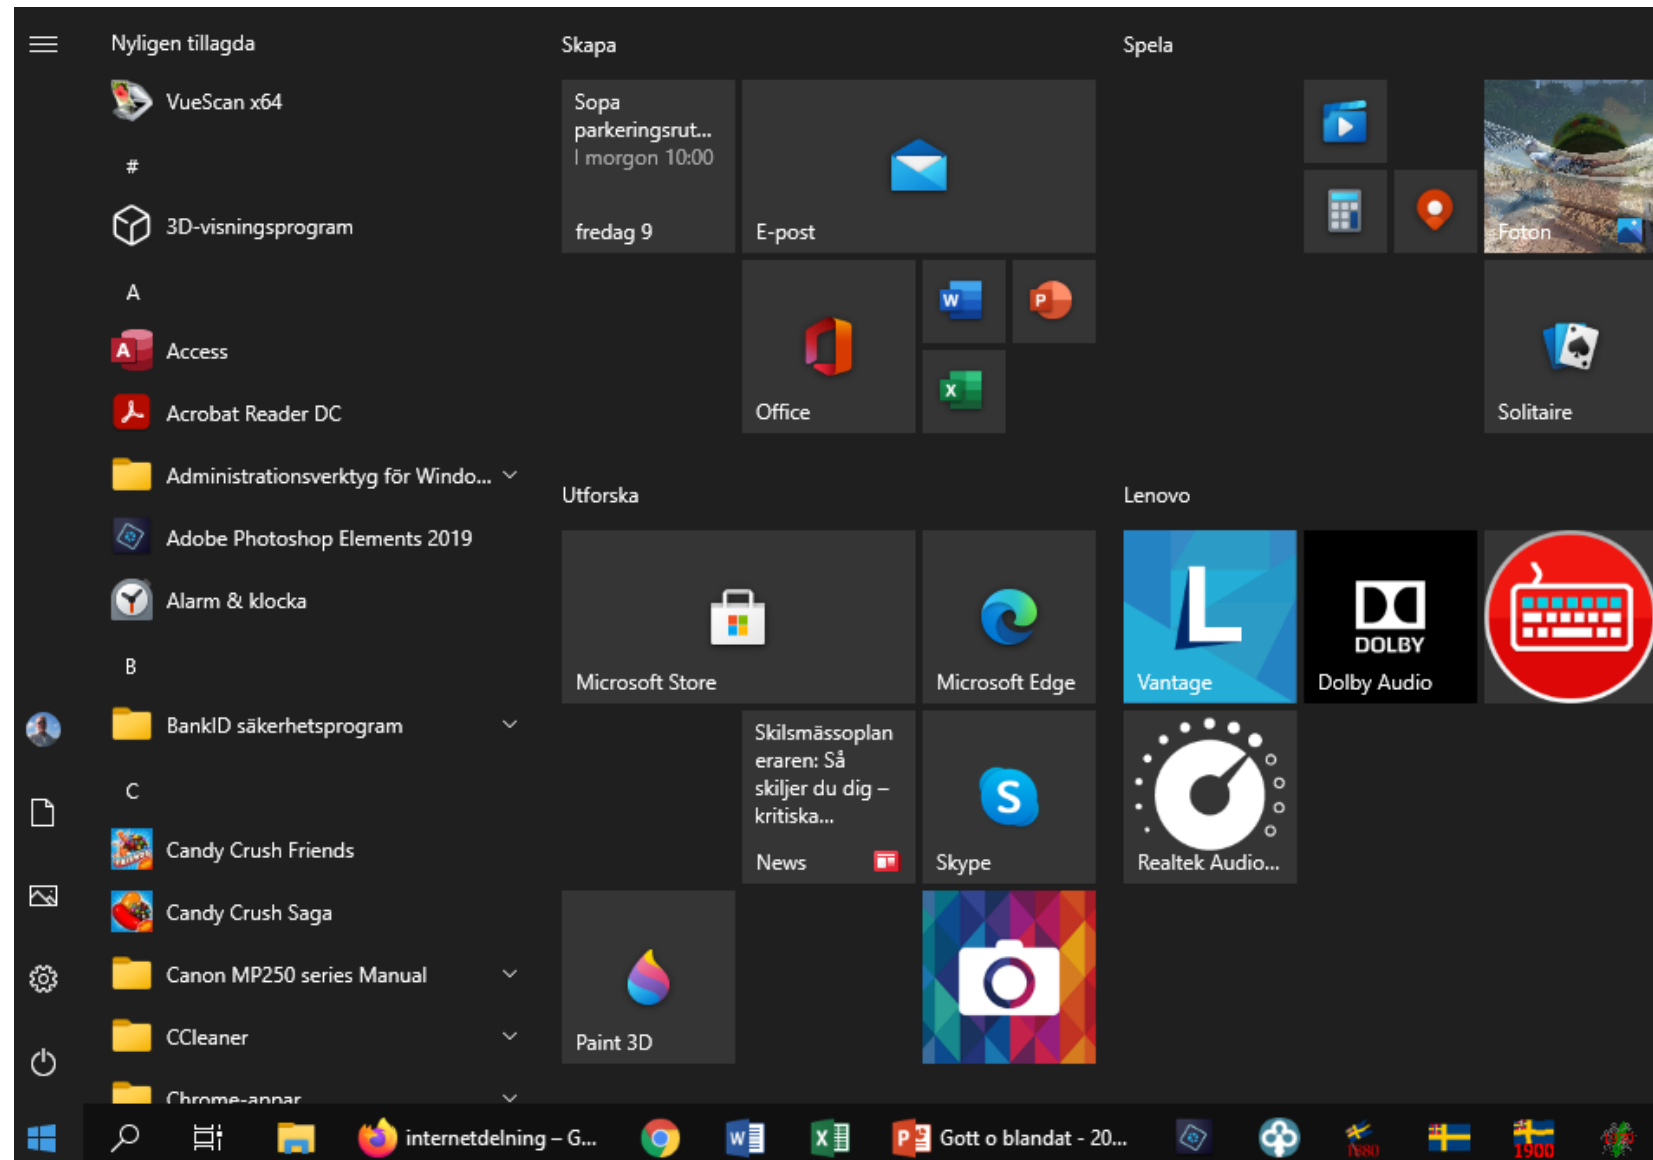 Nyligen tillagda
VueScan x64
#
3D-visningsprogram
A
Access
Acrobat Reader DC
Administrationsverktyg för Windo...
Adobe Photoshop Elements 2019
Alarm & klocka
B
BankID säkerhetsprogram
C
Candy Crush Friends
Candy Crush Saga
Canon MP250 series Manual
CCleaner
Chrome-appar
Skapa
Sopa
parkeringsrut...
I morgon 10:00
fredag 9
E-post
Office
Utforska
Microsoft Store
Microsoft Edge
Skilsmässoplan
eraren: Så
skiljer du dig –
kritiska...
News
Skype
Paint 3D
Spela
Foton
Solitaire
Lenovo
L
Vantage
DOLBY
Dolby Audio
Realtek Audio...
internetdelning – G...
Gott o blandat - 20...
1880
1900